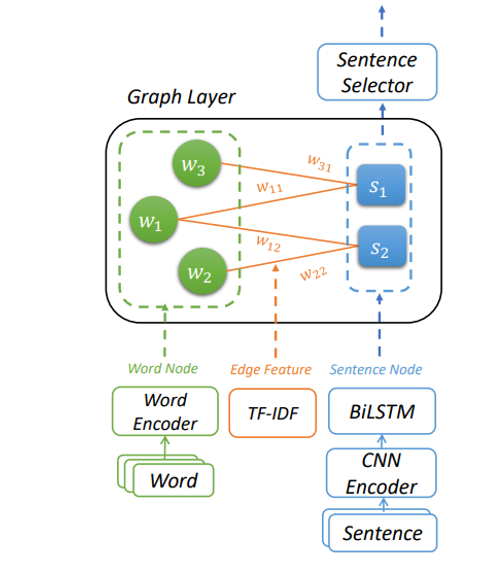 Sentence
Selector
Graph Layer
w3
w31
s1
w11
w1
w12
s2
w2
w22
Word Node
Edge Feature
Sentence Node
Word
Encoder
TF-IDF
BiLSTM
CNN
Encoder
Word
Sentence